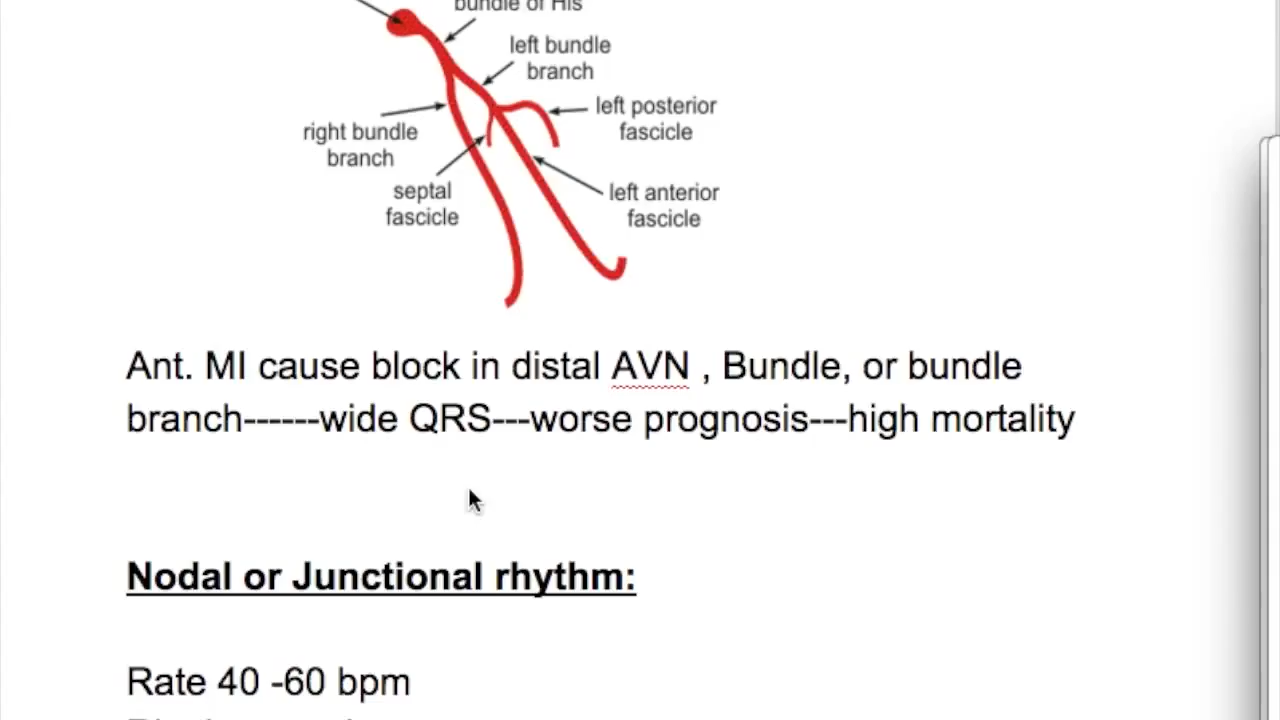 bundle of His
left bundle
branch
left posterior
fascicle
right bundle
branch
septal
fascicle
left anterior
fascicle
Ant. MI cause block in distal AVN , Bundle, or bundle
branch------wide QRS---worse prognosis---high mortality
Nodal or Junctional rhythm:
Rate 40 -60 bpm